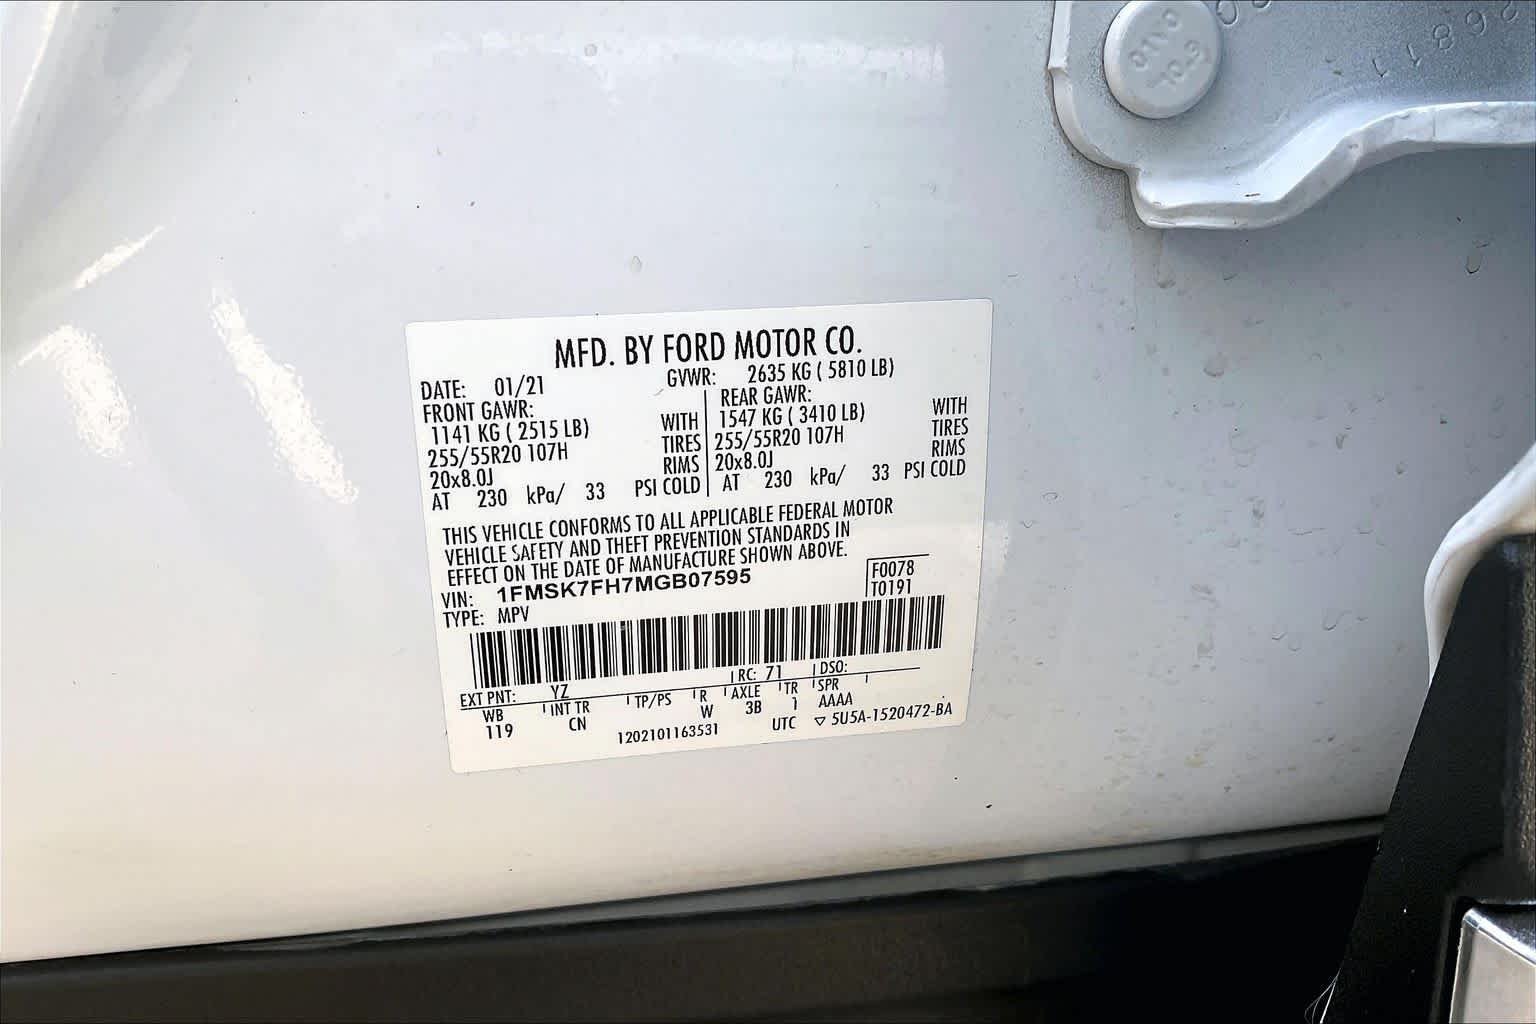 MFD. BY FORD MOTOR CO.
DATE: 01/21 GVWR: 2635 KG ( 5810 LB)
FRONT GAWR: REAR GAWR:
1141 KG ( 2515 LB) WITH 1547 KG ( 3410 LB) WITH
255/55R20 107H TIRES 255/55R20 107H TIRES
20x8.0J RIMS 20x8.0J RIMS
AT 230 kPa/ 33 PSI COLD AT 230 kPa/ 33 PSI COLD
THIS VEHICLE CONFORMS TO ALL APPLICABLE FEDERAL MOTOR
VEHICLE SAFETY AND THEFT PREVENTION STANDARDS IN
EFFECT ON THE DATE OF MANUFACTURE SHOWN ABOVE.
VIN: 1FMSK7FH7MGB07595 F0078
TYPE: MPV T0191
EXT PNT: YZ RC: 71 DSO:
WB INT TR TP/PS R AXLE TR SPR
119 CN W 3B 1 AAAA
1202101163531 UTC ▽ 5U5A-1520472-BA